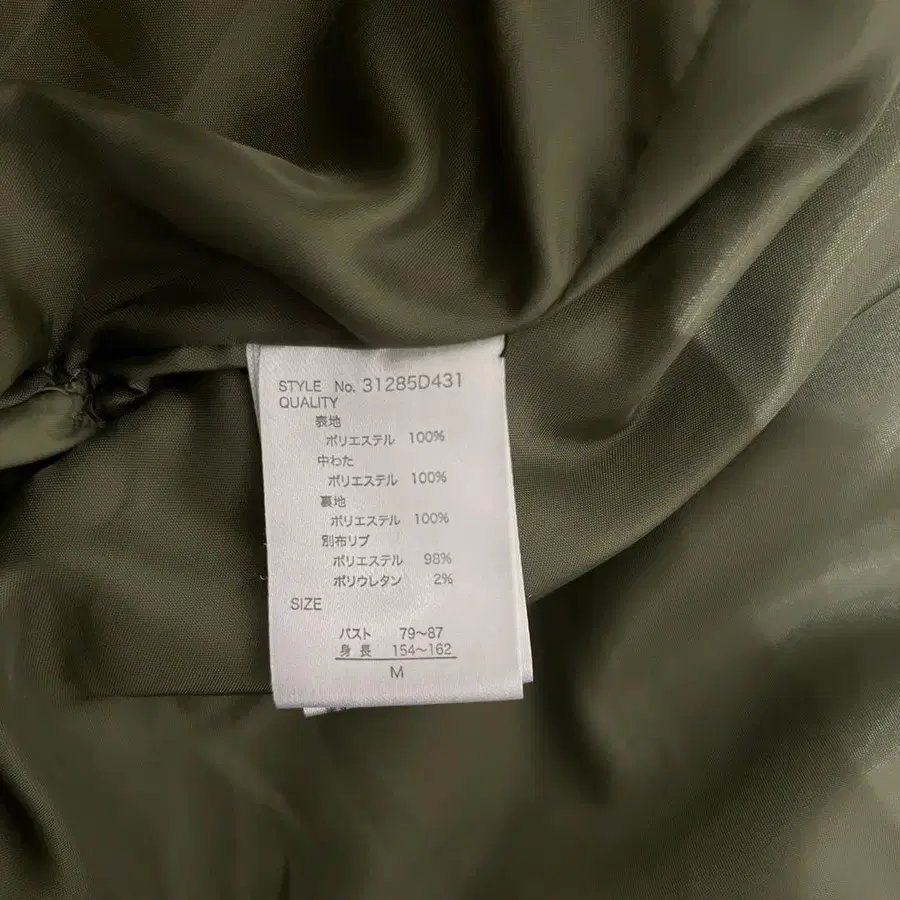 STYLE No. 31285D431
QUALITY
表地
ポリエステル 100%
中わた
ポリエステル 100%
裏地
ポリエステル 100%
別布リブ
ポリエステル 98%
ポリウレタン 2%
SIZE
バスト 79～87
身長 154～162
M